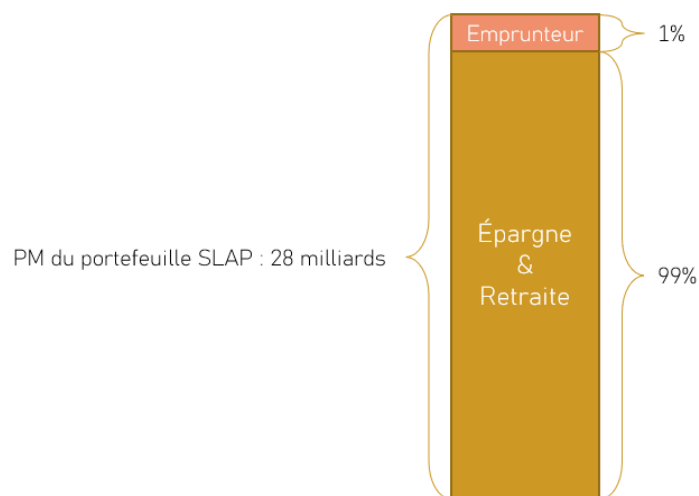 Emprunteur
1%
PM du portefeuille SLAP : 28 milliards
Épargne
&
Retraite
99%